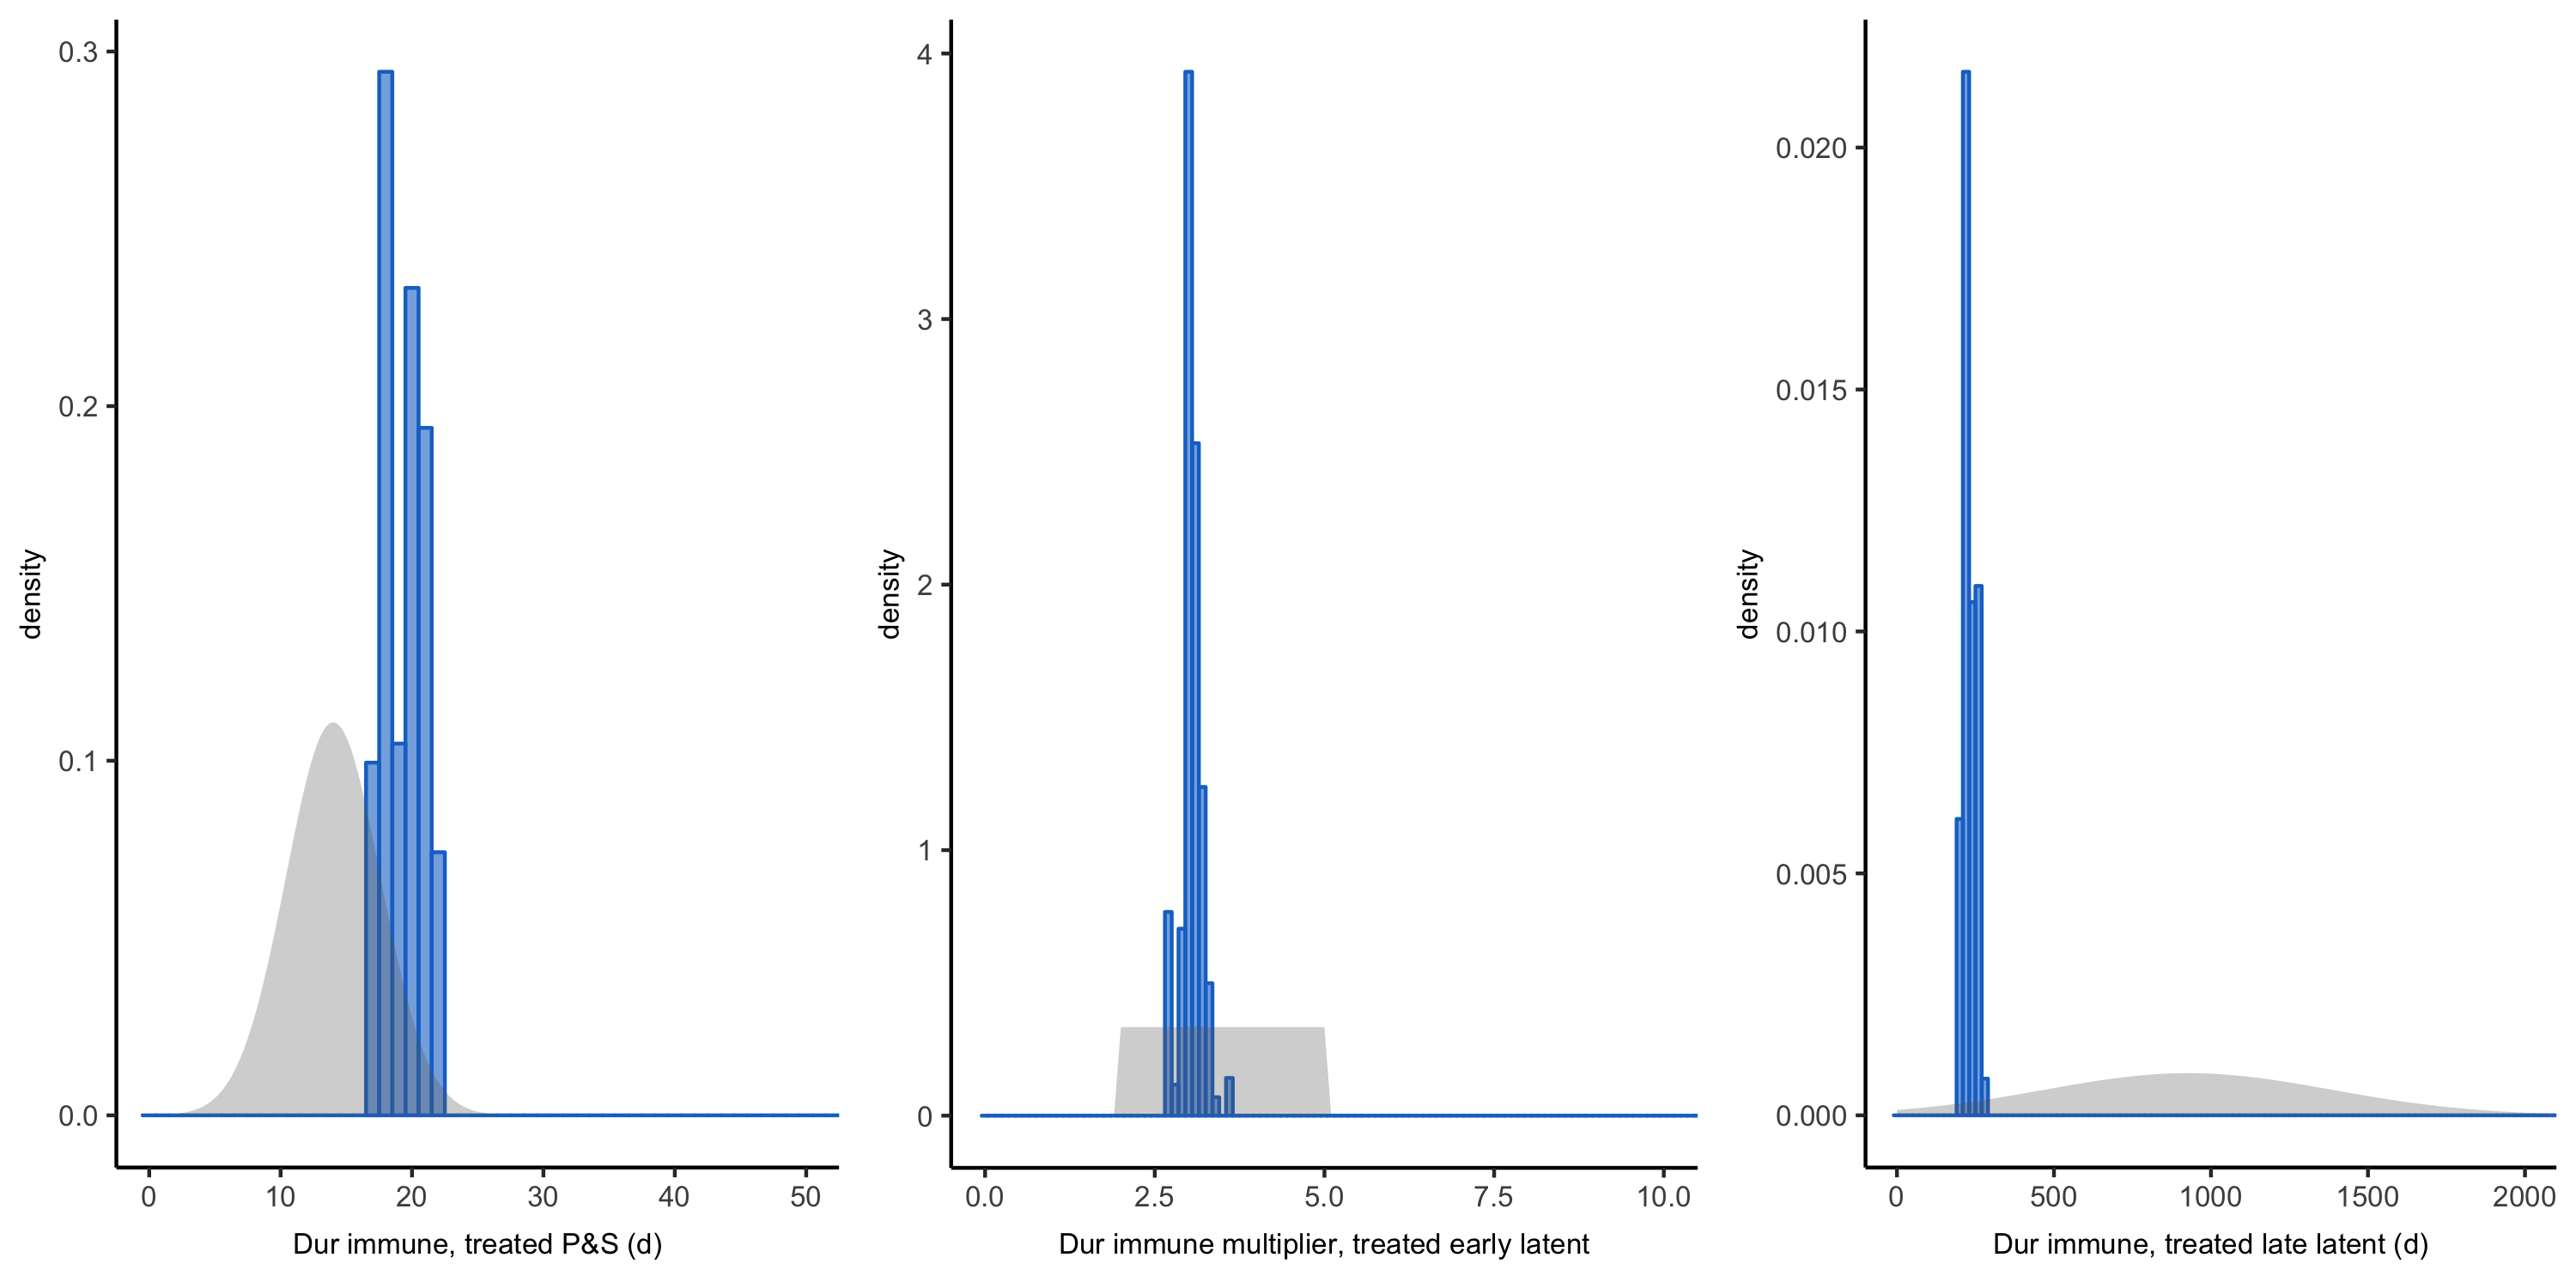 density
0.3
0.2
0.1
0.0
0 10 20 30 40 50
Dur immune, treated P&S (d)
density
4
3
2
1
0
0.0 2.5 5.0 7.5 10.0
Dur immune multiplier, treated early latent
density
0.020
0.015
0.010
0.005
0.000
0 500 1000 1500 2000
Dur immune, treated late latent (d)